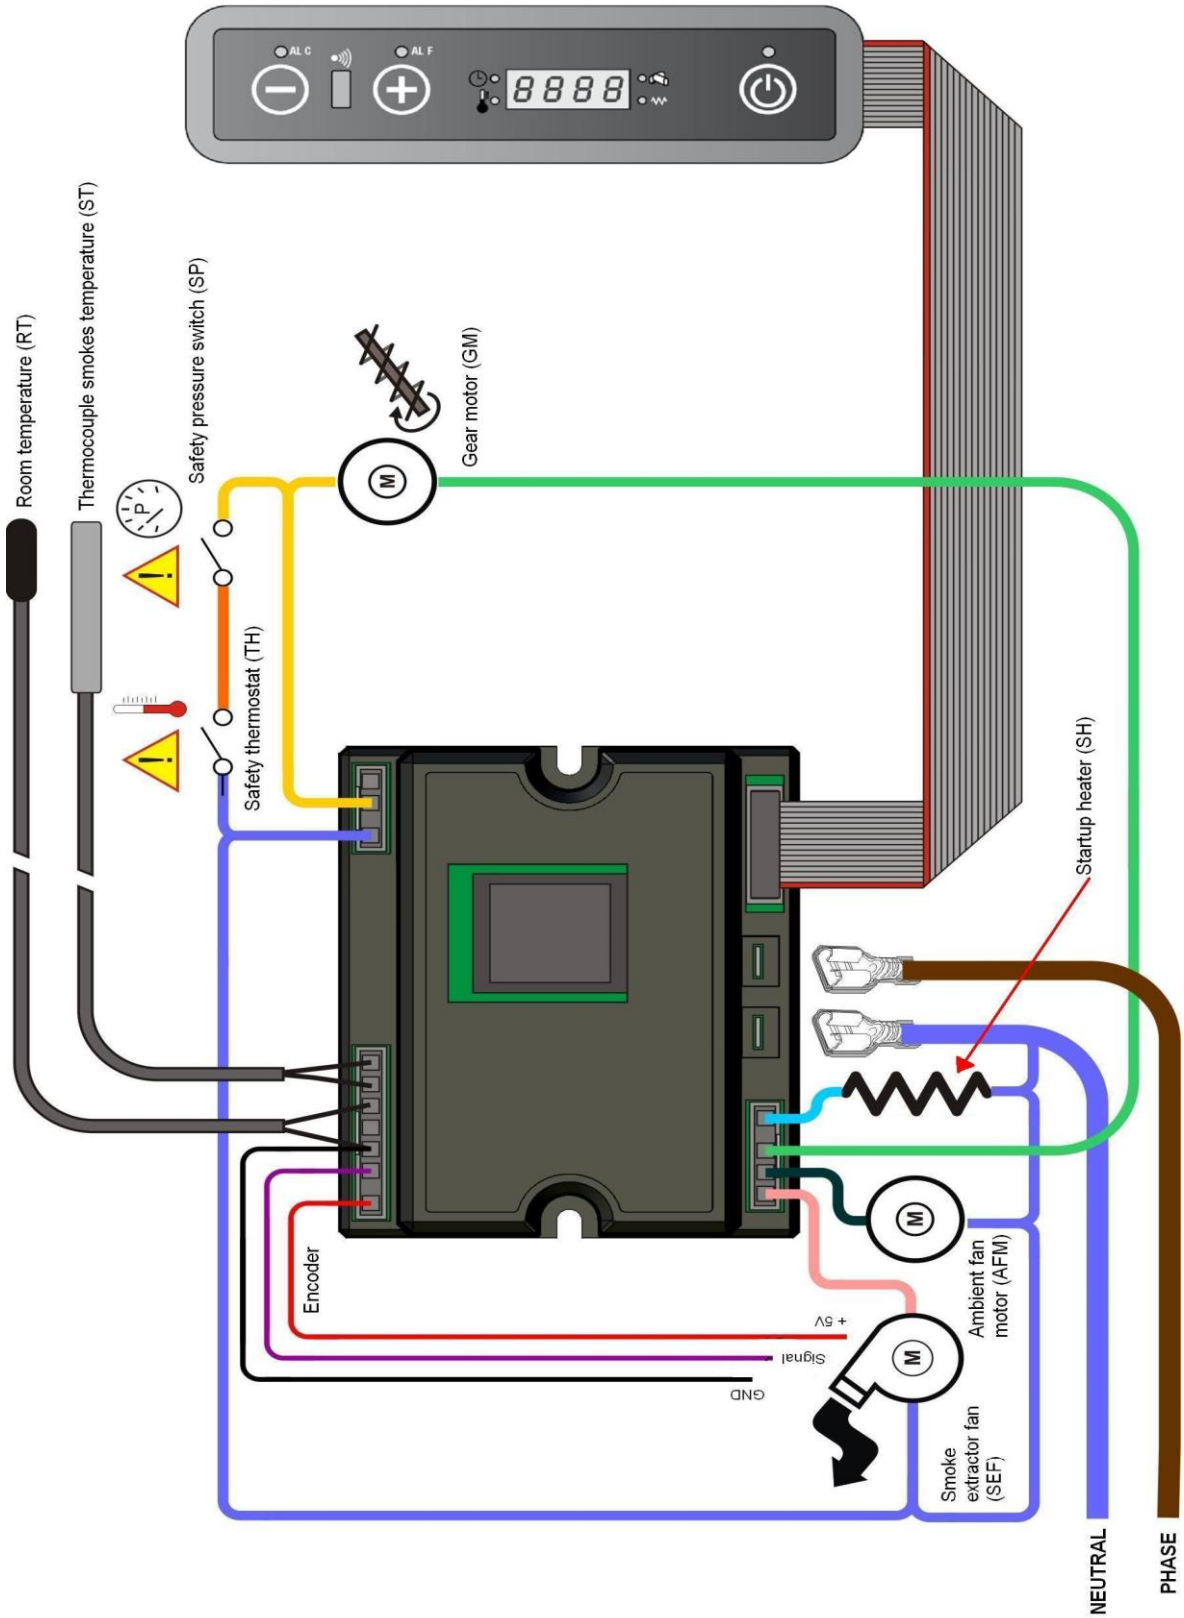 AL C
AL F
8888
Room temperature (RT)
Thermocouple smokes temperature (ST)
Safety pressure switch (SP)
P
Safety thermostat (TH)
Gear motor (GM)
M
Startup heater (SH)
Encoder
+ 5V
Signal
GND
M
Ambient fan
motor (AFM)
M
Smoke
extractor fan
(SEF)
NEUTRAL
PHASE